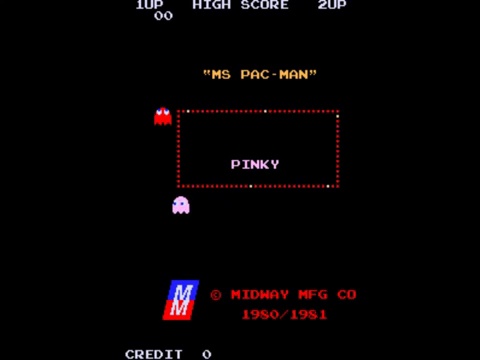 1UP HIGH SCORE 2UP
00
"MS PAC-MAN"
PINKY
MM
© MIDWAY MFG CO
1980/1981
CREDIT 0